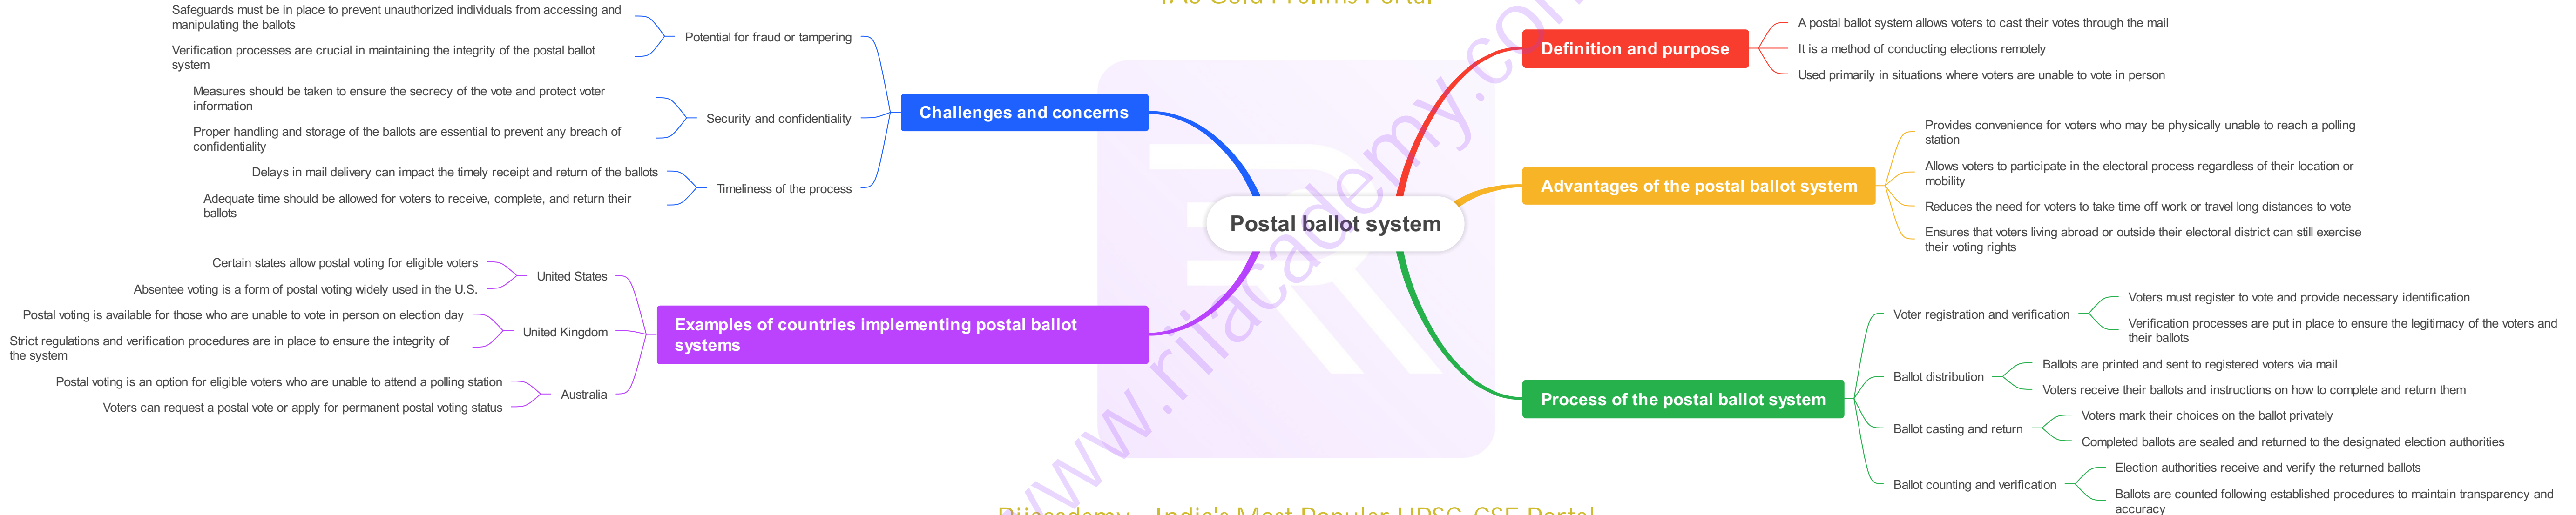 IAS Gold Prelims Portal
Postal ballot system
Definition and purpose
A postal ballot system allows voters to cast their votes through the mail
It is a method of conducting elections remotely
Used primarily in situations where voters are unable to vote in person
Advantages of the postal ballot system
Provides convenience for voters who may be physically unable to reach a polling
station
Allows voters to participate in the electoral process regardless of their location or
mobility
Reduces the need for voters to take time off work or travel long distances to vote
Ensures that voters living abroad or outside their electoral district can still exercise
their voting rights
Process of the postal ballot system
Voter registration and verification
Voters must register to vote and provide necessary identification
Verification processes are put in place to ensure the legitimacy of the voters and
their ballots
Ballot distribution
Ballots are printed and sent to registered voters via mail
Voters receive their ballots and instructions on how to complete and return them
Ballot casting and return
Voters mark their choices on the ballot privately
Completed ballots are sealed and returned to the designated election authorities
Ballot counting and verification
Election authorities receive and verify the returned ballots
Ballots are counted following established procedures to maintain transparency and
accuracy
Challenges and concerns
Potential for fraud or tampering
Safeguards must be in place to prevent unauthorized individuals from accessing and
manipulating the ballots
Verification processes are crucial in maintaining the integrity of the postal ballot
system
Security and confidentiality
Measures should be taken to ensure the secrecy of the vote and protect voter
information
Proper handling and storage of the ballots are essential to prevent any breach of
confidentiality
Timeliness of the process
Delays in mail delivery can impact the timely receipt and return of the ballots
Adequate time should be allowed for voters to receive, complete, and return their
ballots
Examples of countries implementing postal ballot
systems
United States
Certain states allow postal voting for eligible voters
Absentee voting is a form of postal voting widely used in the U.S.
United Kingdom
Postal voting is available for those who are unable to vote in person on election day
Strict regulations and verification procedures are in place to ensure the integrity of
the system
Australia
Postal voting is an option for eligible voters who are unable to attend a polling station
Voters can request a postal vote or apply for permanent postal voting status
www.rijiacademy.com
Rijiacademy - India's Most Popular UPSC-CSE Portal